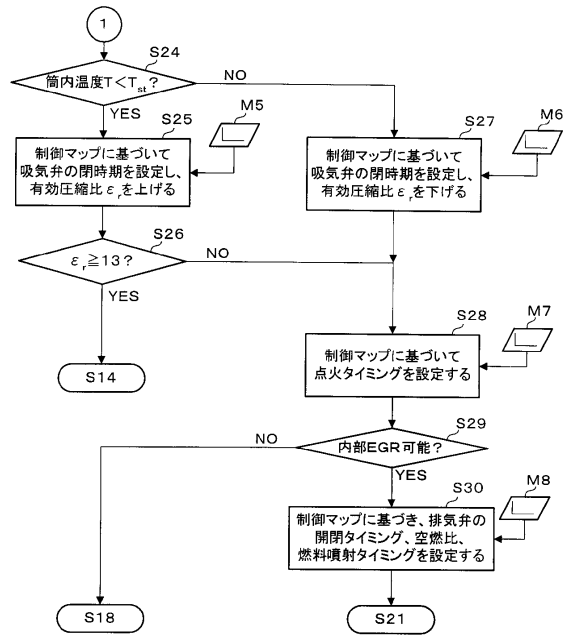 1
S24
筒内温度T<Tst?
NO
YES
S25
M5
制御マップに基づいて
吸気弁の閉時期を設定し、
有効圧縮比εrを上げる
S27
M6
制御マップに基づいて
吸気弁の閉時期を設定し、
有効圧縮比εrを下げる
S26
εr≧13?
NO
YES
S14
S28
M7
制御マップに基づいて
点火タイミングを設定する
S29
内部EGR可能?
NO
YES
S30
M8
制御マップに基づき、排気弁の
開閉タイミング、空燃比、
燃料噴射タイミングを設定する
S18
S21